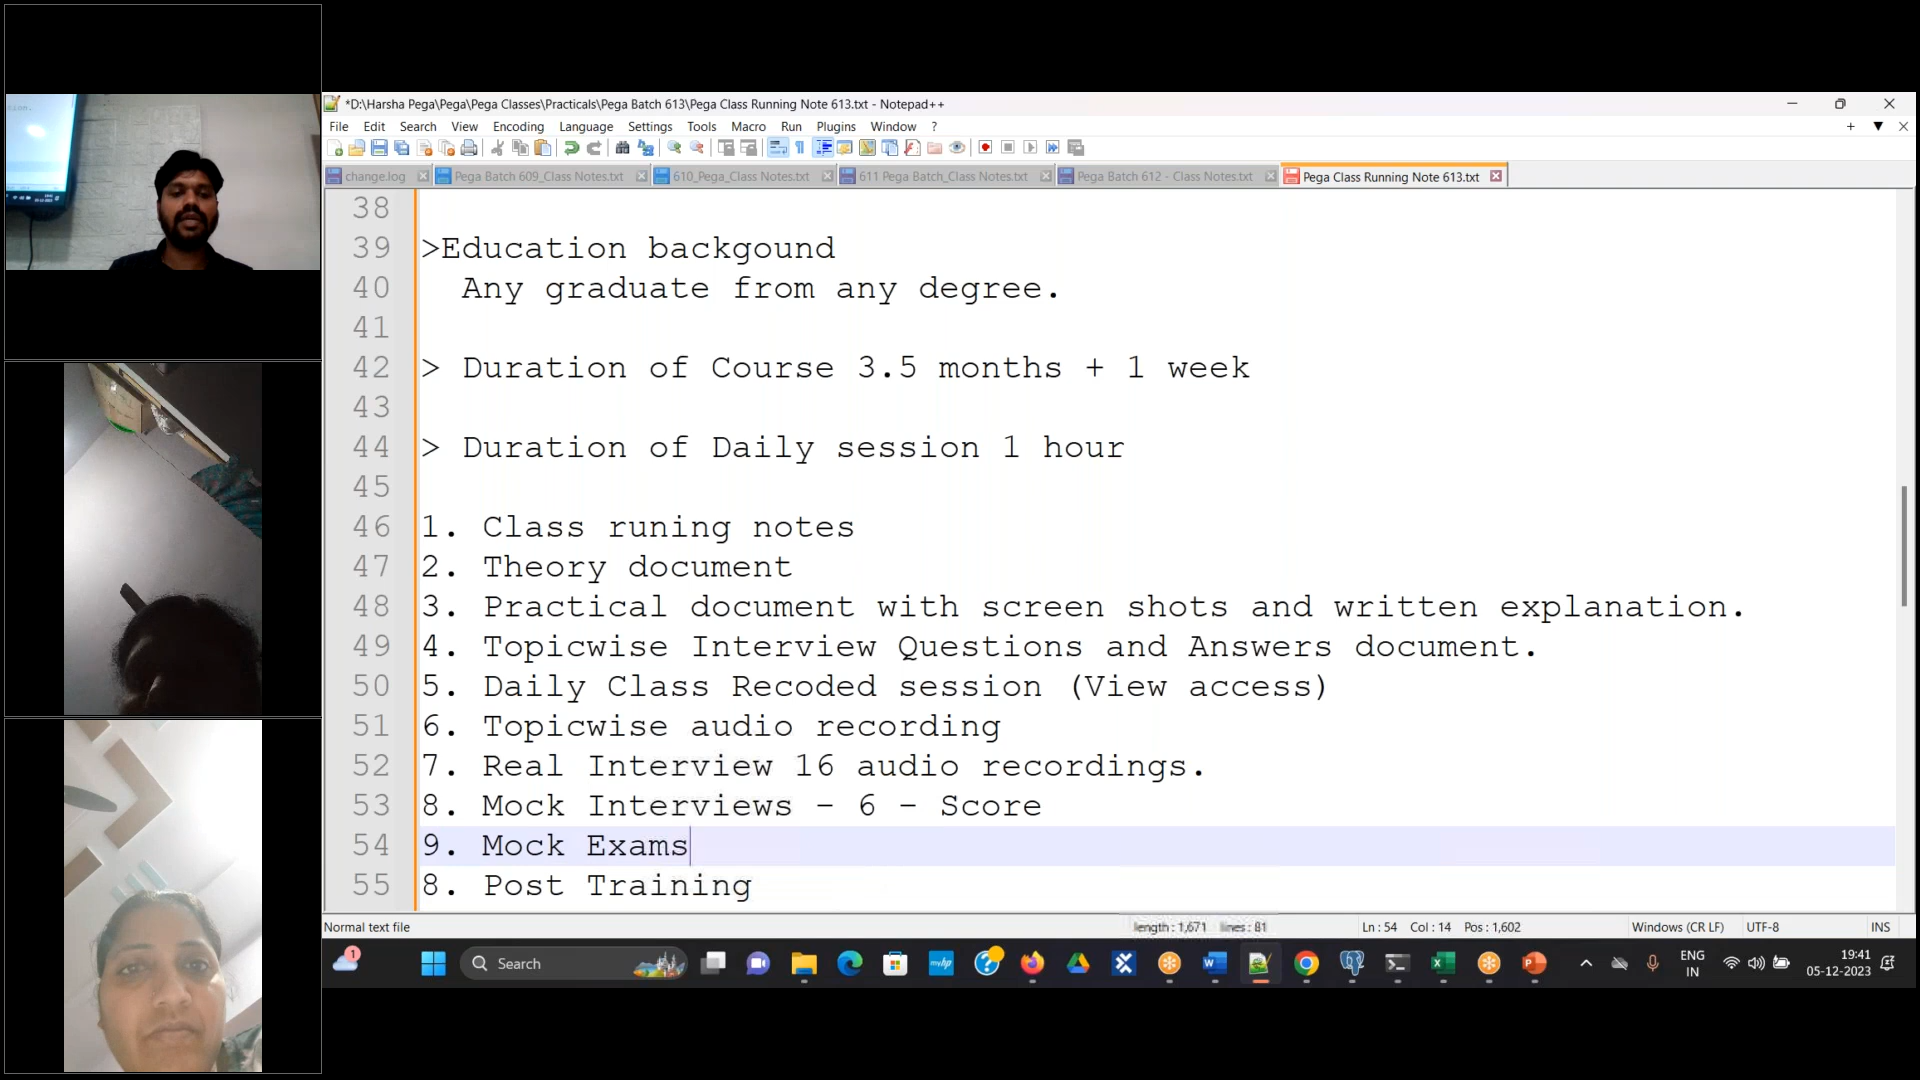 *D:\Harsha Pega\Pega\Pega Classes\Practicals\Pega Batch 613\Pega Class Running Note 613.txt - Notepad++
File Edit Search View Encoding Language Settings Tools Macro Run Plugins Window ?
change.log Pega Batch 609_Class Notes.txt 610_Pega_Class Notes.txt 611 Pega Batch_Class Notes.txt Pega Batch 612 - Class Notes.txt Pega Class Running Note 613.txt
38
39 >Education backgound
40 Any graduate from any degree.
41
42 > Duration of Course 3.5 months + 1 week
43
44 > Duration of Daily session 1 hour
45
46 1. Class runing notes
47 2. Theory document
48 3. Practical document with screen shots and written explanation.
49 4. Topicwise Interview Questions and Answers document.
50 5. Daily Class Recoded session (View access)
51 6. Topicwise audio recording
52 7. Real Interview 16 audio recordings.
53 8. Mock Interviews - 6 - Score
54 9. Mock Exams
55 8. Post Training
Normal text file length : 1,671 lines : 81 Ln : 54 Col : 14 Pos : 1,602 Windows (CR LF) UTF-8 INS
1 Search myhp ENG IN 19:41 05-12-2023